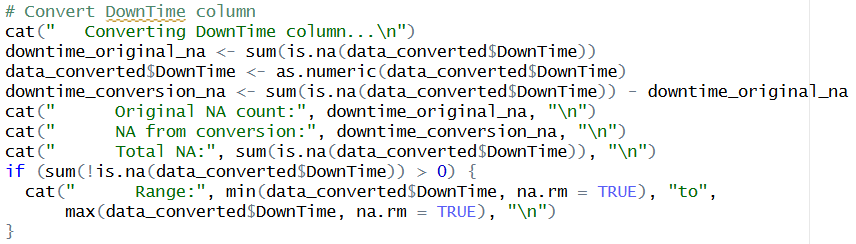 # Convert DownTime column
cat("   Converting DownTime column...\n")
downtime_original_na <- sum(is.na(data_converted$DownTime))
data_converted$DownTime <- as.numeric(data_converted$DownTime)
downtime_conversion_na <- sum(is.na(data_converted$DownTime)) - downtime_original_na
cat("      Original NA count:", downtime_original_na, "\n")
cat("      NA from conversion:", downtime_conversion_na, "\n")
cat("      Total NA:", sum(is.na(data_converted$DownTime)), "\n")
if (sum(!is.na(data_converted$DownTime)) > 0) {
  cat("      Range:", min(data_converted$DownTime, na.rm = TRUE), "to",
      max(data_converted$DownTime, na.rm = TRUE), "\n")
}